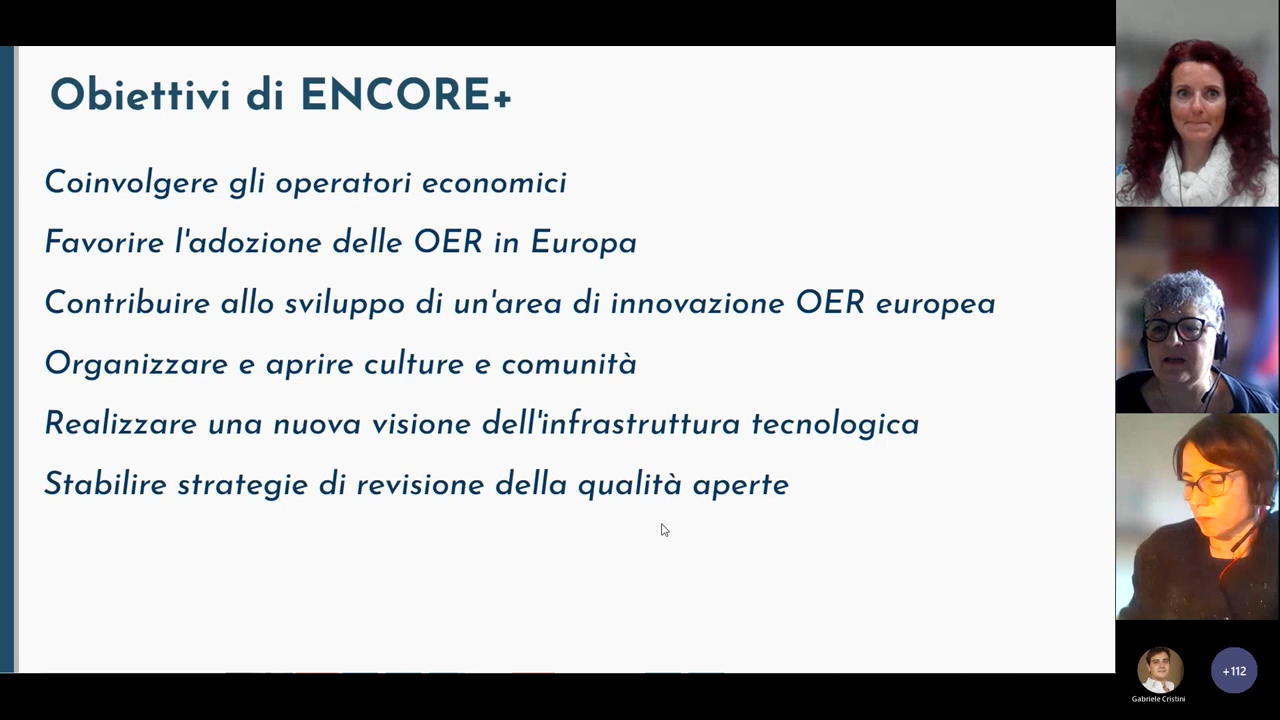 Obiettivi di ENCORE+
Coinvolgere gli operatori economici
Favorire l'adozione delle OER in Europa
Contribuire allo sviluppo di un'area di innovazione OER europea
Organizzare e aprire culture e comunità
Realizzare una nuova visione dell'infrastruttura tecnologica
Stabilire strategie di revisione della qualità aperte
+112
Gabriele Cristini